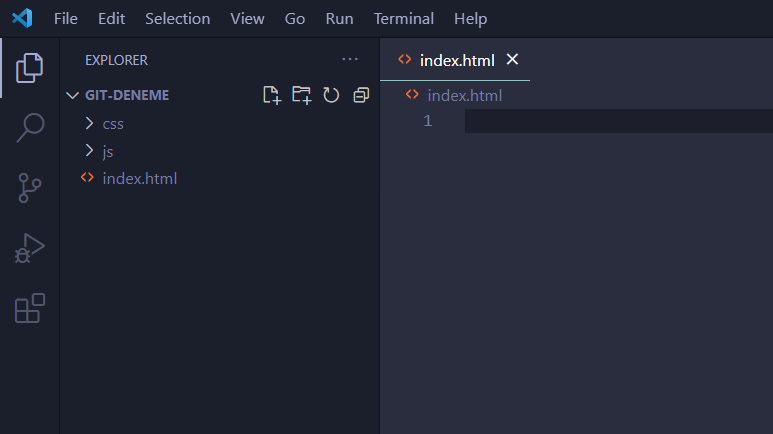 File Edit Selection View Go Run Terminal Help
EXPLORER ...
index.html
GIT-DENEME
index.html
css
1
js
index.html